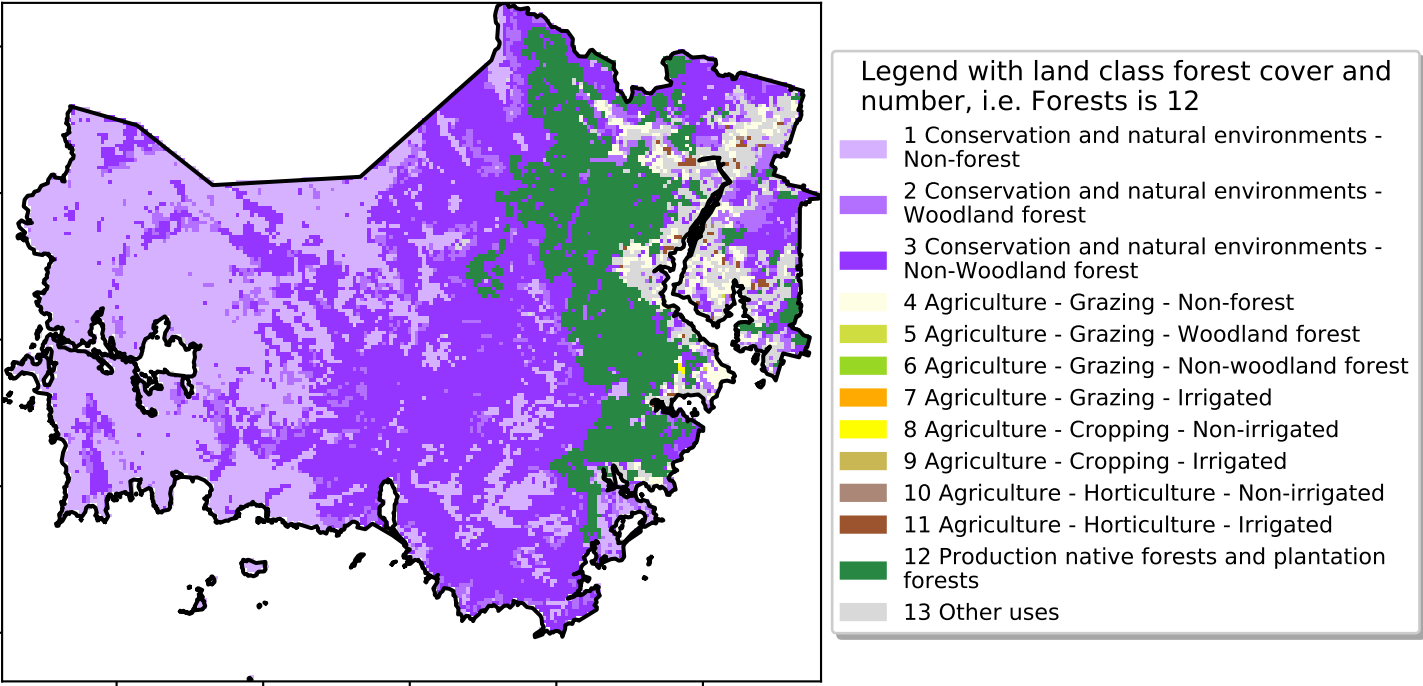 Legend with land class forest cover and
number, i.e. Forests is 12
1 Conservation and natural environments -
Non-forest
2 Conservation and natural environments -
Woodland forest
3 Conservation and natural environments -
Non-Woodland forest
4 Agriculture - Grazing - Non-forest
5 Agriculture - Grazing - Woodland forest
6 Agriculture - Grazing - Non-woodland forest
7 Agriculture - Grazing - Irrigated
8 Agriculture - Cropping - Non-irrigated
9 Agriculture - Cropping - Irrigated
10 Agriculture - Horticulture - Non-irrigated
11 Agriculture - Horticulture - Irrigated
12 Production native forests and plantation
forests
13 Other uses